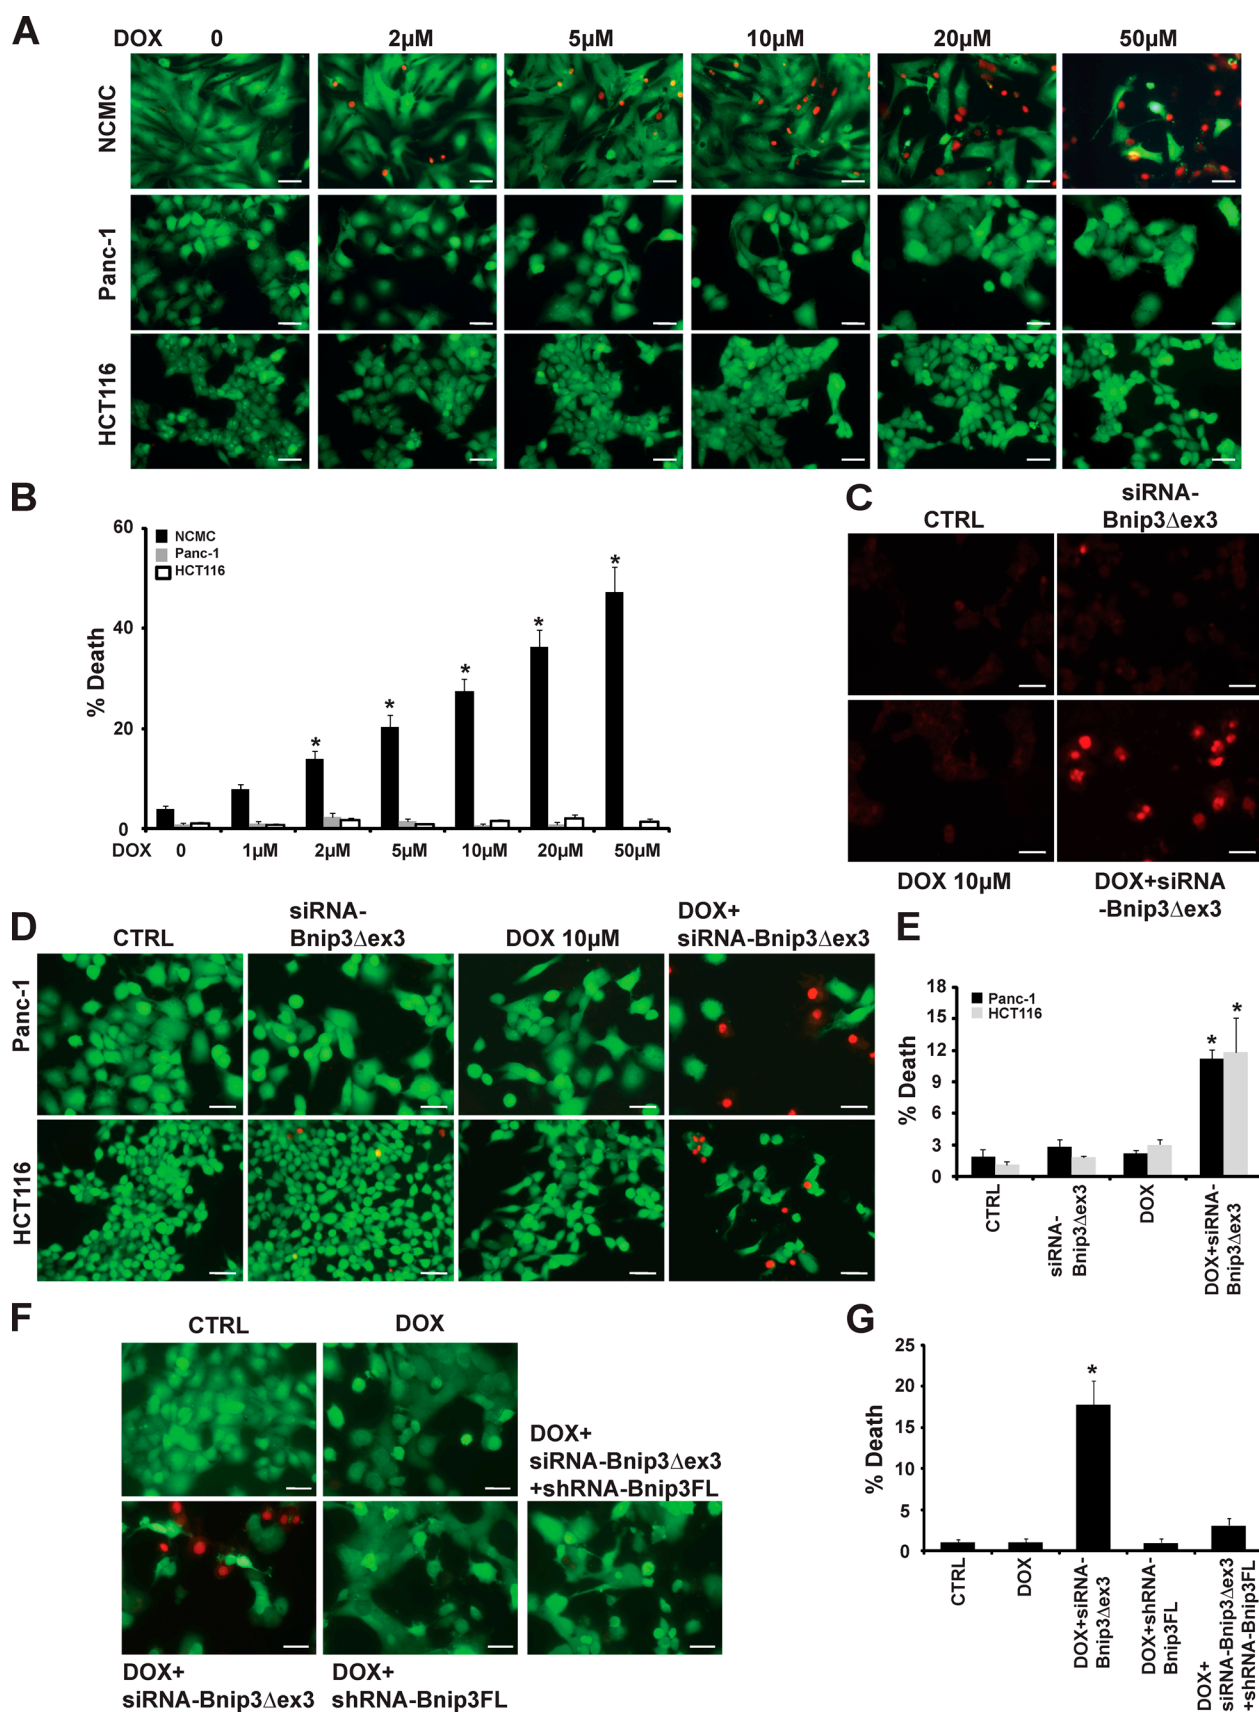 A
DOX 0 2µM 5µM 10µM 20µM 50µM
NCMC
Panc-1
HCT116
B
60
40
20
0
% Death
NCMC
Panc-1
HCT116
* * * * *
DOX 0 1µM 2µM 5µM 10µM 20µM 50µM
C
CTRL
siRNA-
Bnip3Δex3
DOX 10µM
DOX+siRNA
-Bnip3Δex3
D
CTRL
siRNA-
Bnip3Δex3
DOX 10µM
DOX+
siRNA-Bnip3Δex3
Panc-1
HCT116
E
18
15
12
9
6
3
0
% Death
Panc-1
HCT116
* *
CTRL
siRNA-
Bnip3Δex3
DOX
DOX+siRNA-
Bnip3Δex3
F
CTRL
DOX
DOX+
siRNA-Bnip3Δex3
+shRNA-Bnip3FL
DOX+
siRNA-Bnip3Δex3
DOX+
shRNA-Bnip3FL
G
25
20
15
10
5
0
% Death
*
CTRL
DOX
DOX+siRNA-
Bnip3Δex3
DOX+shRNA-
Bnip3FL
DOX+
siRNA-Bnip3Δex3
+shRNA-Bnip3FL